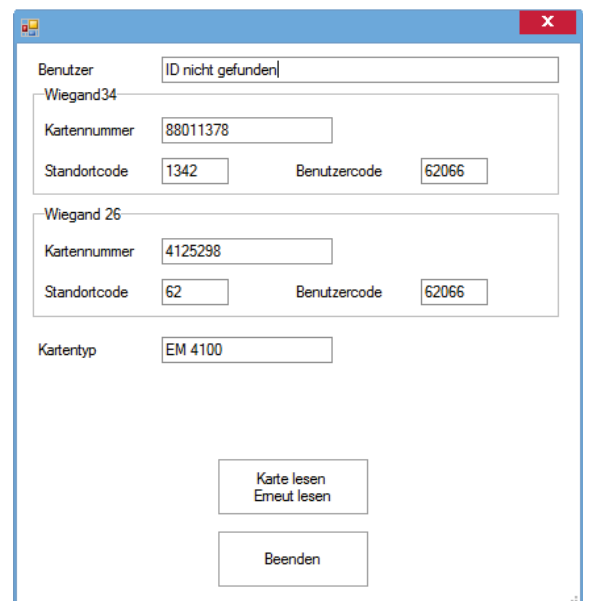 x
Benutzer ID nicht gefunden
Wiegand34
Kartennummer 88011378
Standortcode 1342 Benutzercode 62066
Wiegand 26
Kartennummer 4125298
Standortcode 62 Benutzercode 62066
Kartentyp EM 4100
Karte lesen
Erneut lesen
Beenden